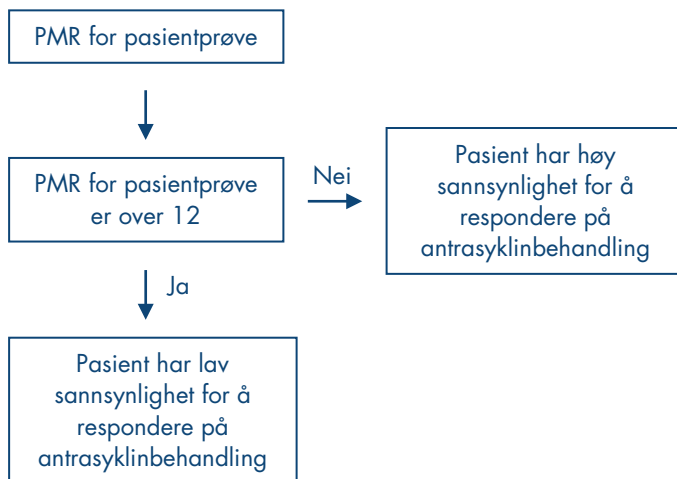 PMR for pasientprøve
PMR for pasientprøve
er over 12
Nei
Pasient har høy
sannsynlighet for å
respondere på
antrasyklinbehandling
Ja
Pasient har lav
sannsynlighet for å
respondere på
antrasyklinbehandling